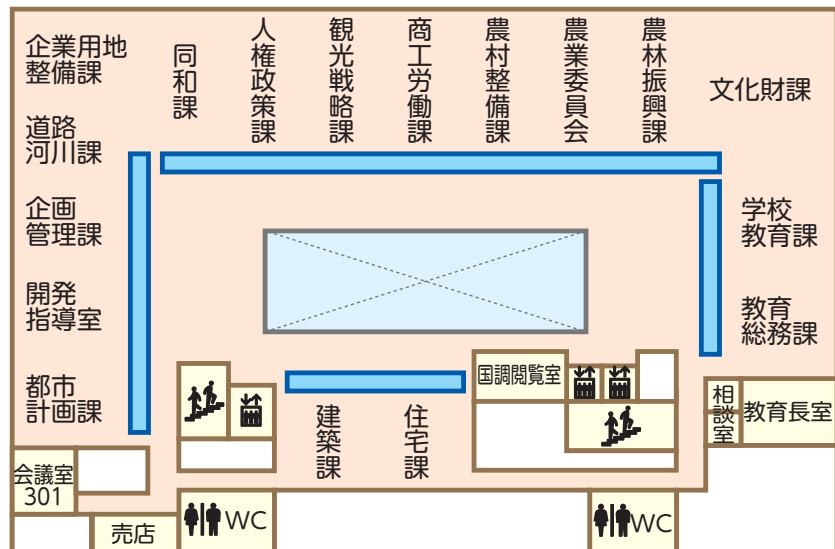 企業用地
整備課
同和課
人権政策課
観光戦略課
商工労働課
農村整備課
農業委員会
農林振興課
文化財課
道路
河川課
企画
管理課
学校
教育課
開発
指導室
教育
総務課
都市
計画課
国調閲覧室
建築課
住宅課
相談室
教育長室
会議室
301
売店
WC
WC